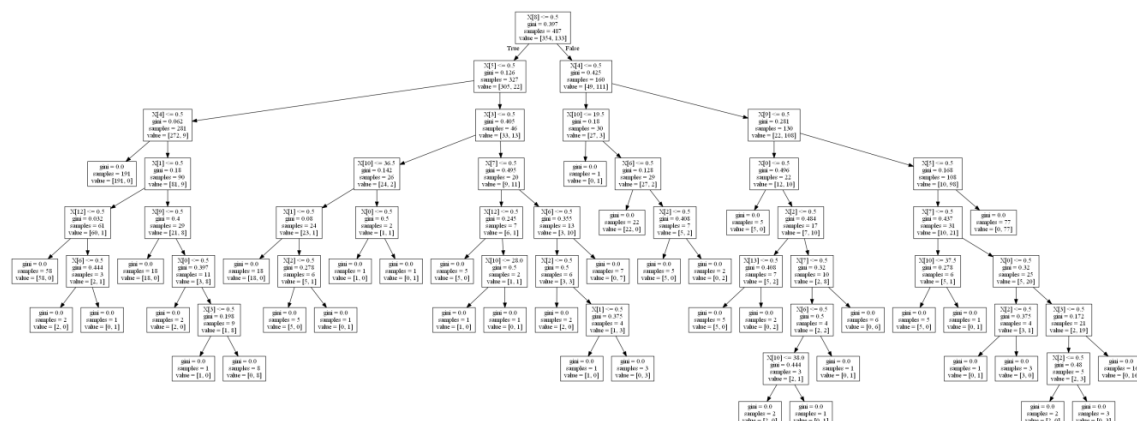 X[8] <= 0.5
gini = 0.397
samples = 487
value = [354, 133]
True
False
X[5] <= 0.5
gini = 0.126
samples = 327
value = [305, 22]
X[4] <= 0.5
gini = 0.425
samples = 160
value = [49, 111]
X[4] <= 0.5
gini = 0.062
samples = 281
value = [272, 9]
X[3] <= 0.5
gini = 0.405
samples = 46
value = [33, 13]
X[10] <= 19.5
gini = 0.18
samples = 30
value = [27, 3]
X[9] <= 0.5
gini = 0.281
samples = 130
value = [22, 108]
gini = 0.0
samples = 191
value = [191, 0]
X[1] <= 0.5
gini = 0.18
samples = 90
value = [81, 9]
X[10] <= 36.5
gini = 0.142
samples = 26
value = [24, 2]
X[7] <= 0.5
gini = 0.495
samples = 20
value = [9, 11]
gini = 0.0
samples = 1
value = [0, 1]
X[6] <= 0.5
gini = 0.128
samples = 29
value = [27, 2]
X[0] <= 0.5
gini = 0.496
samples = 22
value = [12, 10]
X[5] <= 0.5
gini = 0.168
samples = 108
value = [10, 98]
X[12] <= 0.5
gini = 0.032
samples = 61
value = [60, 1]
X[9] <= 0.5
gini = 0.4
samples = 29
value = [21, 8]
X[1] <= 0.5
gini = 0.08
samples = 24
value = [23, 1]
X[0] <= 0.5
gini = 0.5
samples = 2
value = [1, 1]
X[12] <= 0.5
gini = 0.245
samples = 7
value = [6, 1]
X[6] <= 0.5
gini = 0.355
samples = 13
value = [3, 10]
gini = 0.0
samples = 22
value = [22, 0]
X[2] <= 0.5
gini = 0.408
samples = 7
value = [5, 2]
gini = 0.0
samples = 5
value = [5, 0]
X[2] <= 0.5
gini = 0.484
samples = 17
value = [7, 10]
X[7] <= 0.5
gini = 0.437
samples = 31
value = [10, 21]
gini = 0.0
samples = 77
value = [0, 77]
gini = 0.0
samples = 58
value = [58, 0]
X[6] <= 0.5
gini = 0.444
samples = 3
value = [2, 1]
gini = 0.0
samples = 18
value = [18, 0]
X[0] <= 0.5
gini = 0.397
samples = 11
value = [3, 8]
gini = 0.0
samples = 18
value = [18, 0]
X[2] <= 0.5
gini = 0.278
samples = 6
value = [5, 1]
gini = 0.0
samples = 1
value = [1, 0]
gini = 0.0
samples = 1
value = [0, 1]
gini = 0.0
samples = 5
value = [5, 0]
X[10] <= 28.0
gini = 0.5
samples = 2
value = [1, 1]
X[2] <= 0.5
gini = 0.5
samples = 6
value = [3, 3]
gini = 0.0
samples = 7
value = [0, 7]
gini = 0.0
samples = 5
value = [5, 0]
gini = 0.0
samples = 2
value = [0, 2]
X[13] <= 0.5
gini = 0.408
samples = 7
value = [5, 2]
X[7] <= 0.5
gini = 0.32
samples = 10
value = [2, 8]
X[10] <= 37.5
gini = 0.278
samples = 6
value = [5, 1]
X[0] <= 0.5
gini = 0.32
samples = 25
value = [5, 20]
gini = 0.0
samples = 2
value = [2, 0]
gini = 0.0
samples = 1
value = [0, 1]
gini = 0.0
samples = 2
value = [2, 0]
X[3] <= 0.5
gini = 0.198
samples = 9
value = [1, 8]
gini = 0.0
samples = 5
value = [5, 0]
gini = 0.0
samples = 1
value = [0, 1]
gini = 0.0
samples = 1
value = [1, 0]
gini = 0.0
samples = 1
value = [0, 1]
gini = 0.0
samples = 2
value = [2, 0]
X[1] <= 0.5
gini = 0.375
samples = 4
value = [1, 3]
gini = 0.0
samples = 5
value = [5, 0]
gini = 0.0
samples = 2
value = [0, 2]
X[6] <= 0.5
gini = 0.5
samples = 4
value = [2, 2]
gini = 0.0
samples = 6
value = [0, 6]
gini = 0.0
samples = 5
value = [5, 0]
gini = 0.0
samples = 1
value = [0, 1]
X[2] <= 0.5
gini = 0.375
samples = 4
value = [3, 1]
X[3] <= 0.5
gini = 0.172
samples = 21
value = [2, 19]
gini = 0.0
samples = 1
value = [1, 0]
gini = 0.0
samples = 8
value = [0, 8]
gini = 0.0
samples = 1
value = [1, 0]
gini = 0.0
samples = 3
value = [0, 3]
X[10] <= 38.0
gini = 0.444
samples = 3
value = [2, 1]
gini = 0.0
samples = 1
value = [0, 1]
gini = 0.0
samples = 1
value = [0, 1]
gini = 0.0
samples = 3
value = [3, 0]
X[2] <= 0.5
gini = 0.48
samples = 5
value = [2, 3]
gini = 0.0
samples = 16
value = [0, 16]
gini = 0.0
samples = 2
gini = 0.0
samples = 1
gini = 0.0
samples = 2
gini = 0.0
samples = 3